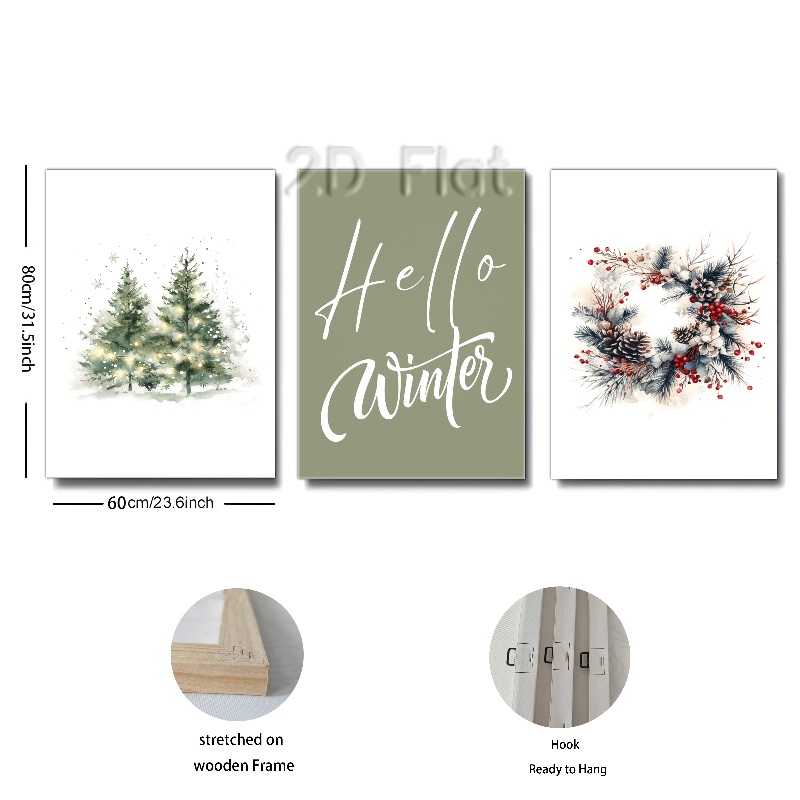 2D Flat
Hello
Winter
80cm/31.5inch
60cm/23.6inch
stretched on
wooden Frame
Hook
Ready to Hang